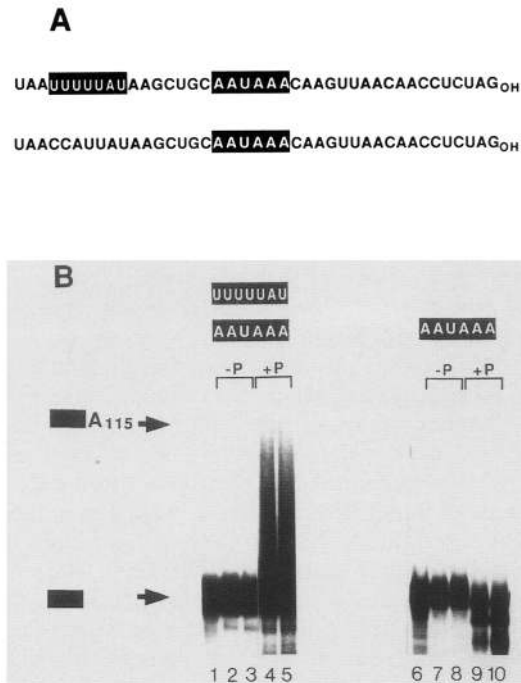 A
UAAUUUUUAUAAGCUGCAAUAAACAAGUUAACAACCUCUAGOH
UAACCAUUAUAAGCUGCAAUAAACAAGUUAACAACCUCUAGOH
B
UUUUUAU
AAUAAA AAUAAA
-P +P -P +P
A115
1 2 3 4 5 6 7 8 9 10